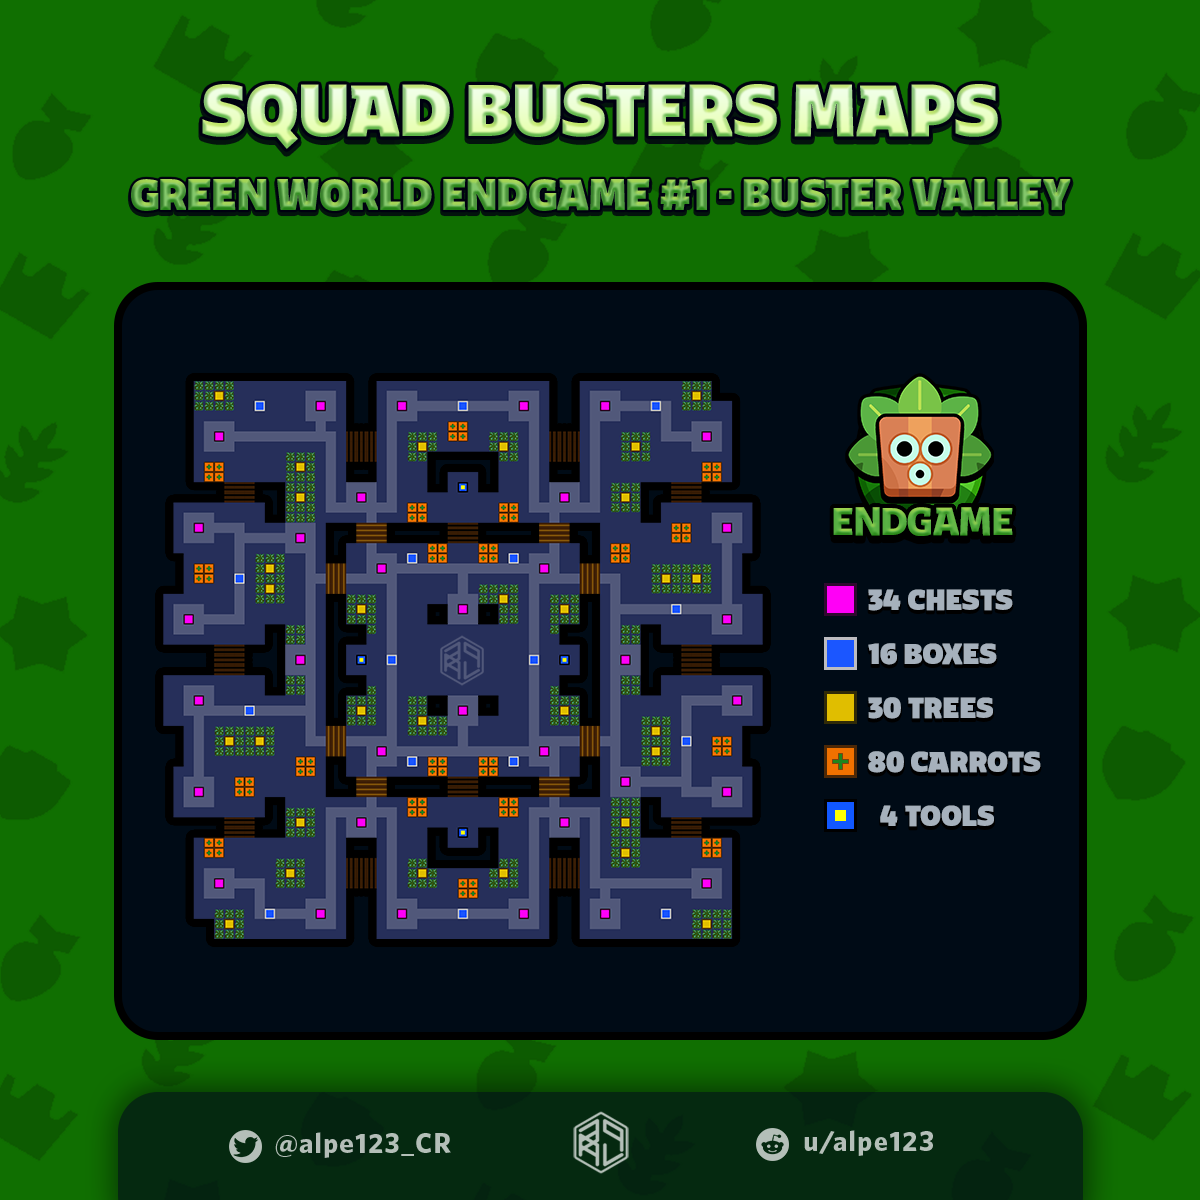 SQUAD BUSTERS MAPS
GREEN WORLD ENDGAME #1 - BUSTER VALLEY
ENDGAME
34 CHESTS
16 BOXES
30 TREES
80 CARROTS
4 TOOLS
@alpe123_CR
u/alpe123